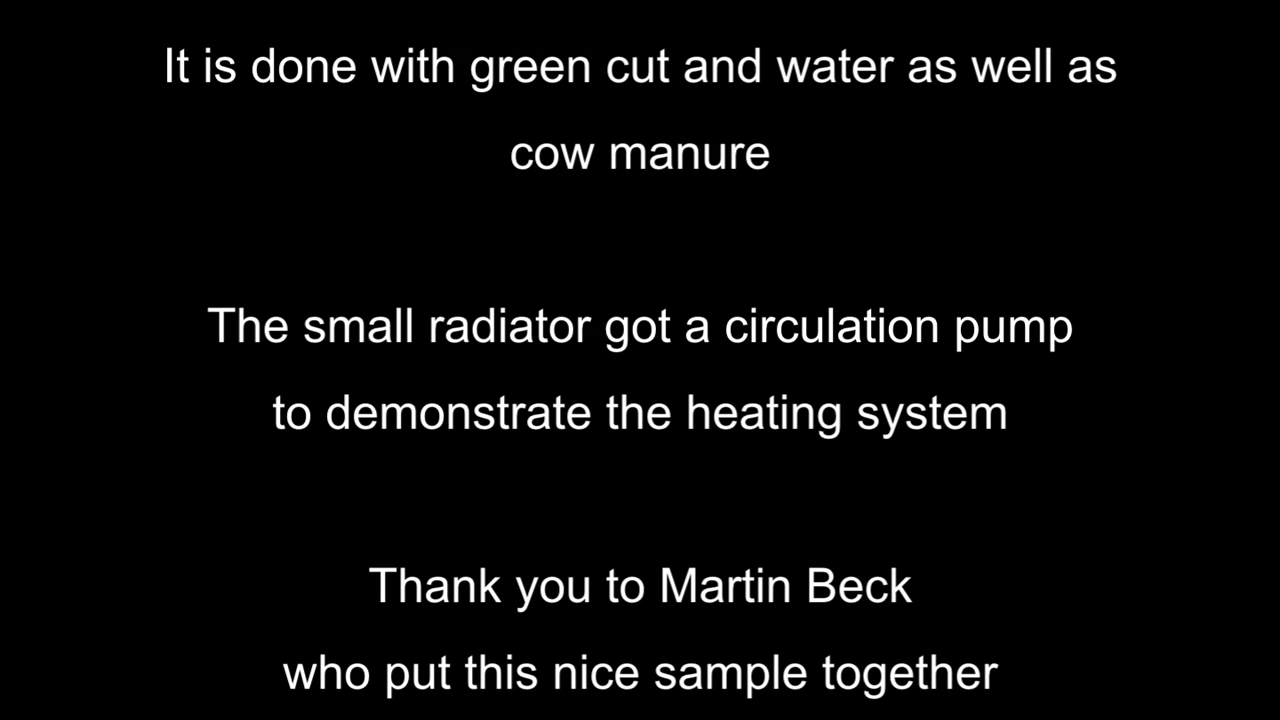 It is done with green cut and water as well as
cow manure
The small radiator got a circulation pump
to demonstrate the heating system
Thank you to Martin Beck
who put this nice sample together